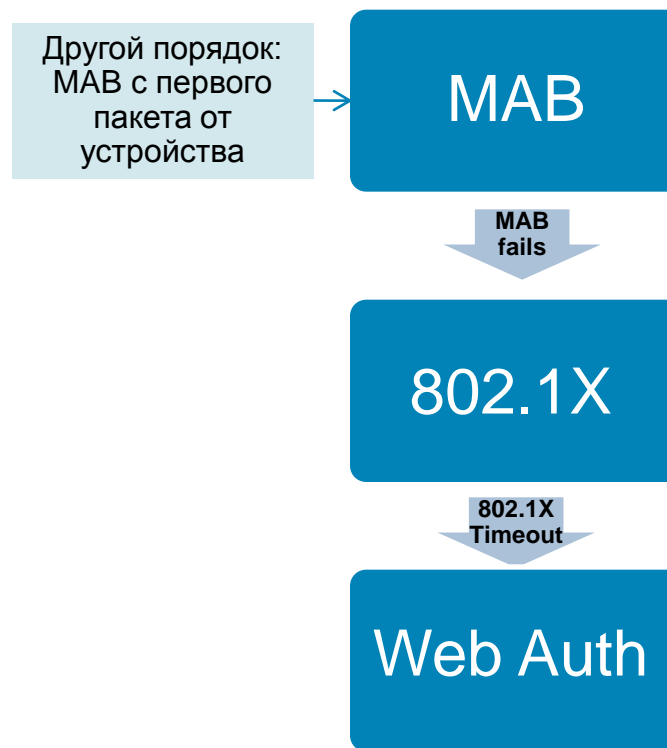 Другой порядок:
MAB с первого
пакета от
устройства
MAB
MAB
fails
802.1X
802.1X
Timeout
Web Auth